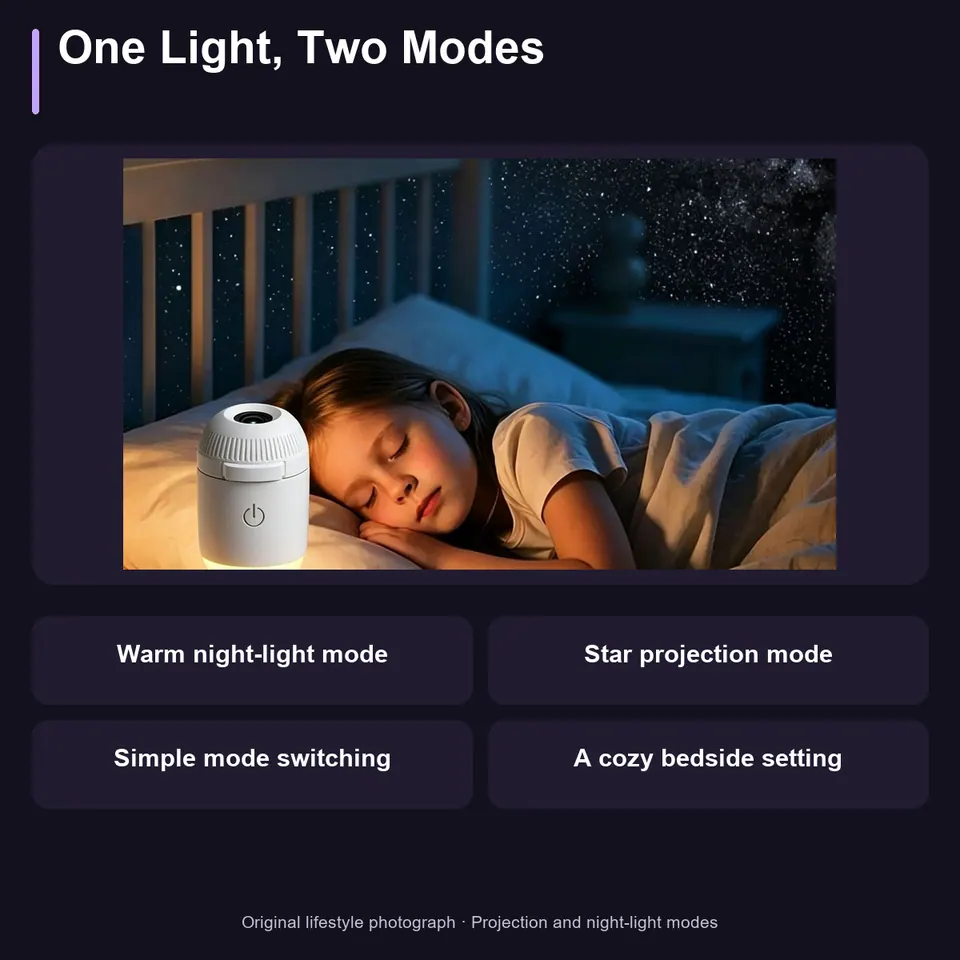 One Light, Two Modes
Warm night-light mode
Star projection mode
Simple mode switching
A cozy bedside setting
Original lifestyle photograph · Projection and night-light modes